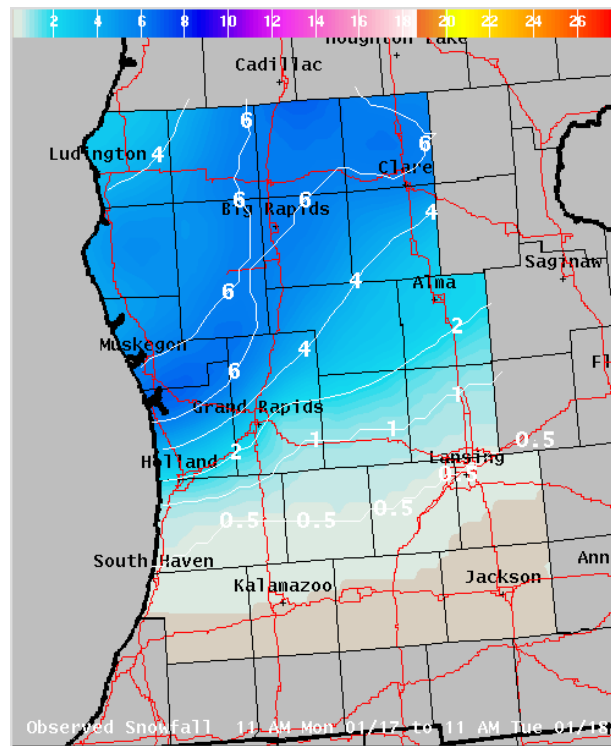 2 4 6 8 10 12 14 16 18 20 22 24 26
Houghton Lake
Cadillac
6
6
Ludington
4
Clare
6 6
4
Big Rapids
Saginaw
4
Alma
6
2
Muskegon
4
Fl
6
1
Grand Rapids
1
1
0.5
2
Holland
Lansing
0.5
0.5
0.5
0.5
South Haven
Ann
Jackson
Kalamazoo
Observed Snowfall 11 AM Mon 01/17 to 11 AM Tue 01/18